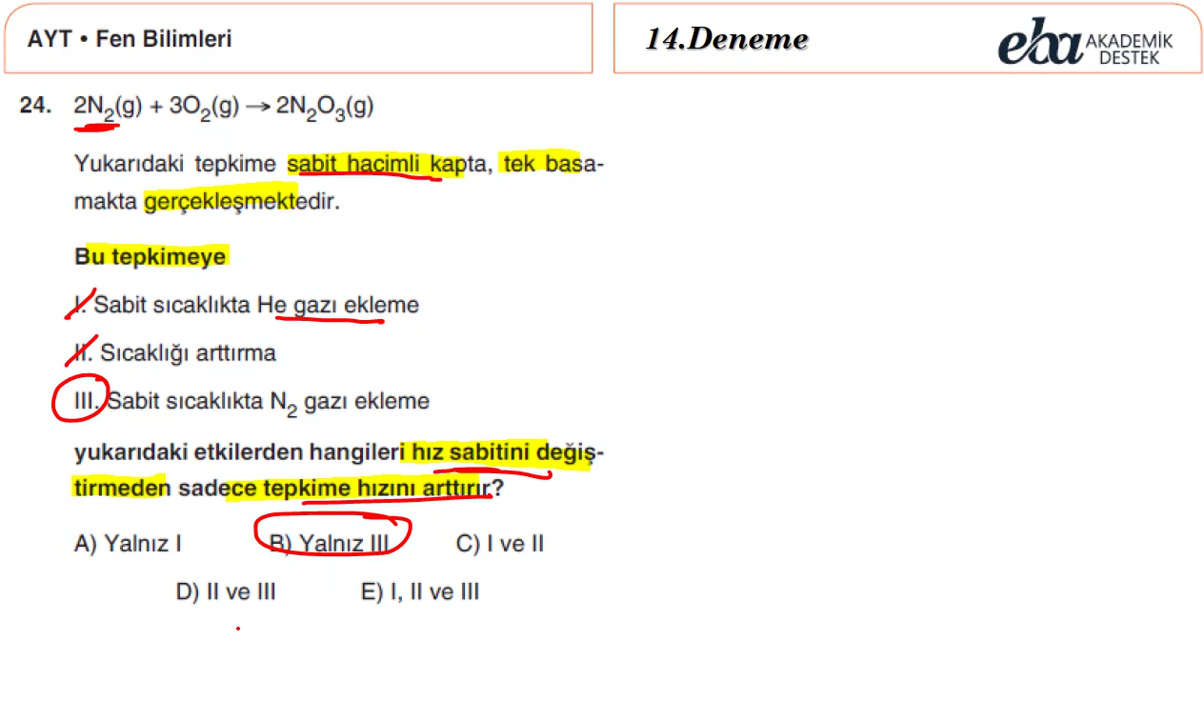 AYT • Fen Bilimleri
14.Deneme
eba AKADEMİK
DESTEK
24. 2N₂(g) + 3O₂(g) → 2N₂O₃(g)
Yukarıdaki tepkime sabit hacimli kapta, tek basa-
makta gerçekleşmektedir.
Bu tepkimeye
I. Sabit sıcaklıkta He gazı ekleme
II. Sıcaklığı arttırma
III. Sabit sıcaklıkta N₂ gazı ekleme
yukarıdaki etkilerden hangileri hız sabitini değiş-
tirmeden sadece tepkime hızını arttırır?
A) Yalnız I B) Yalnız III C) I ve II
D) II ve III E) I, II ve III